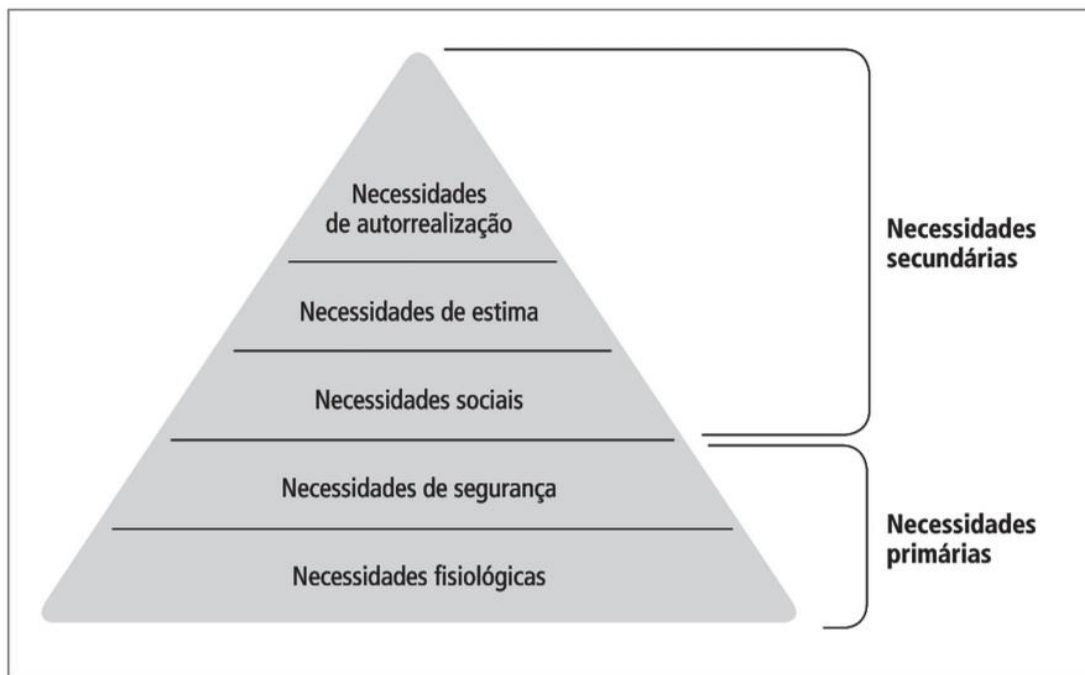 Necessidades
de autorrealização
Necessidades de estima
Necessidades sociais
Necessidades de segurança
Necessidades fisiológicas
Necessidades
secundárias
Necessidades
primárias